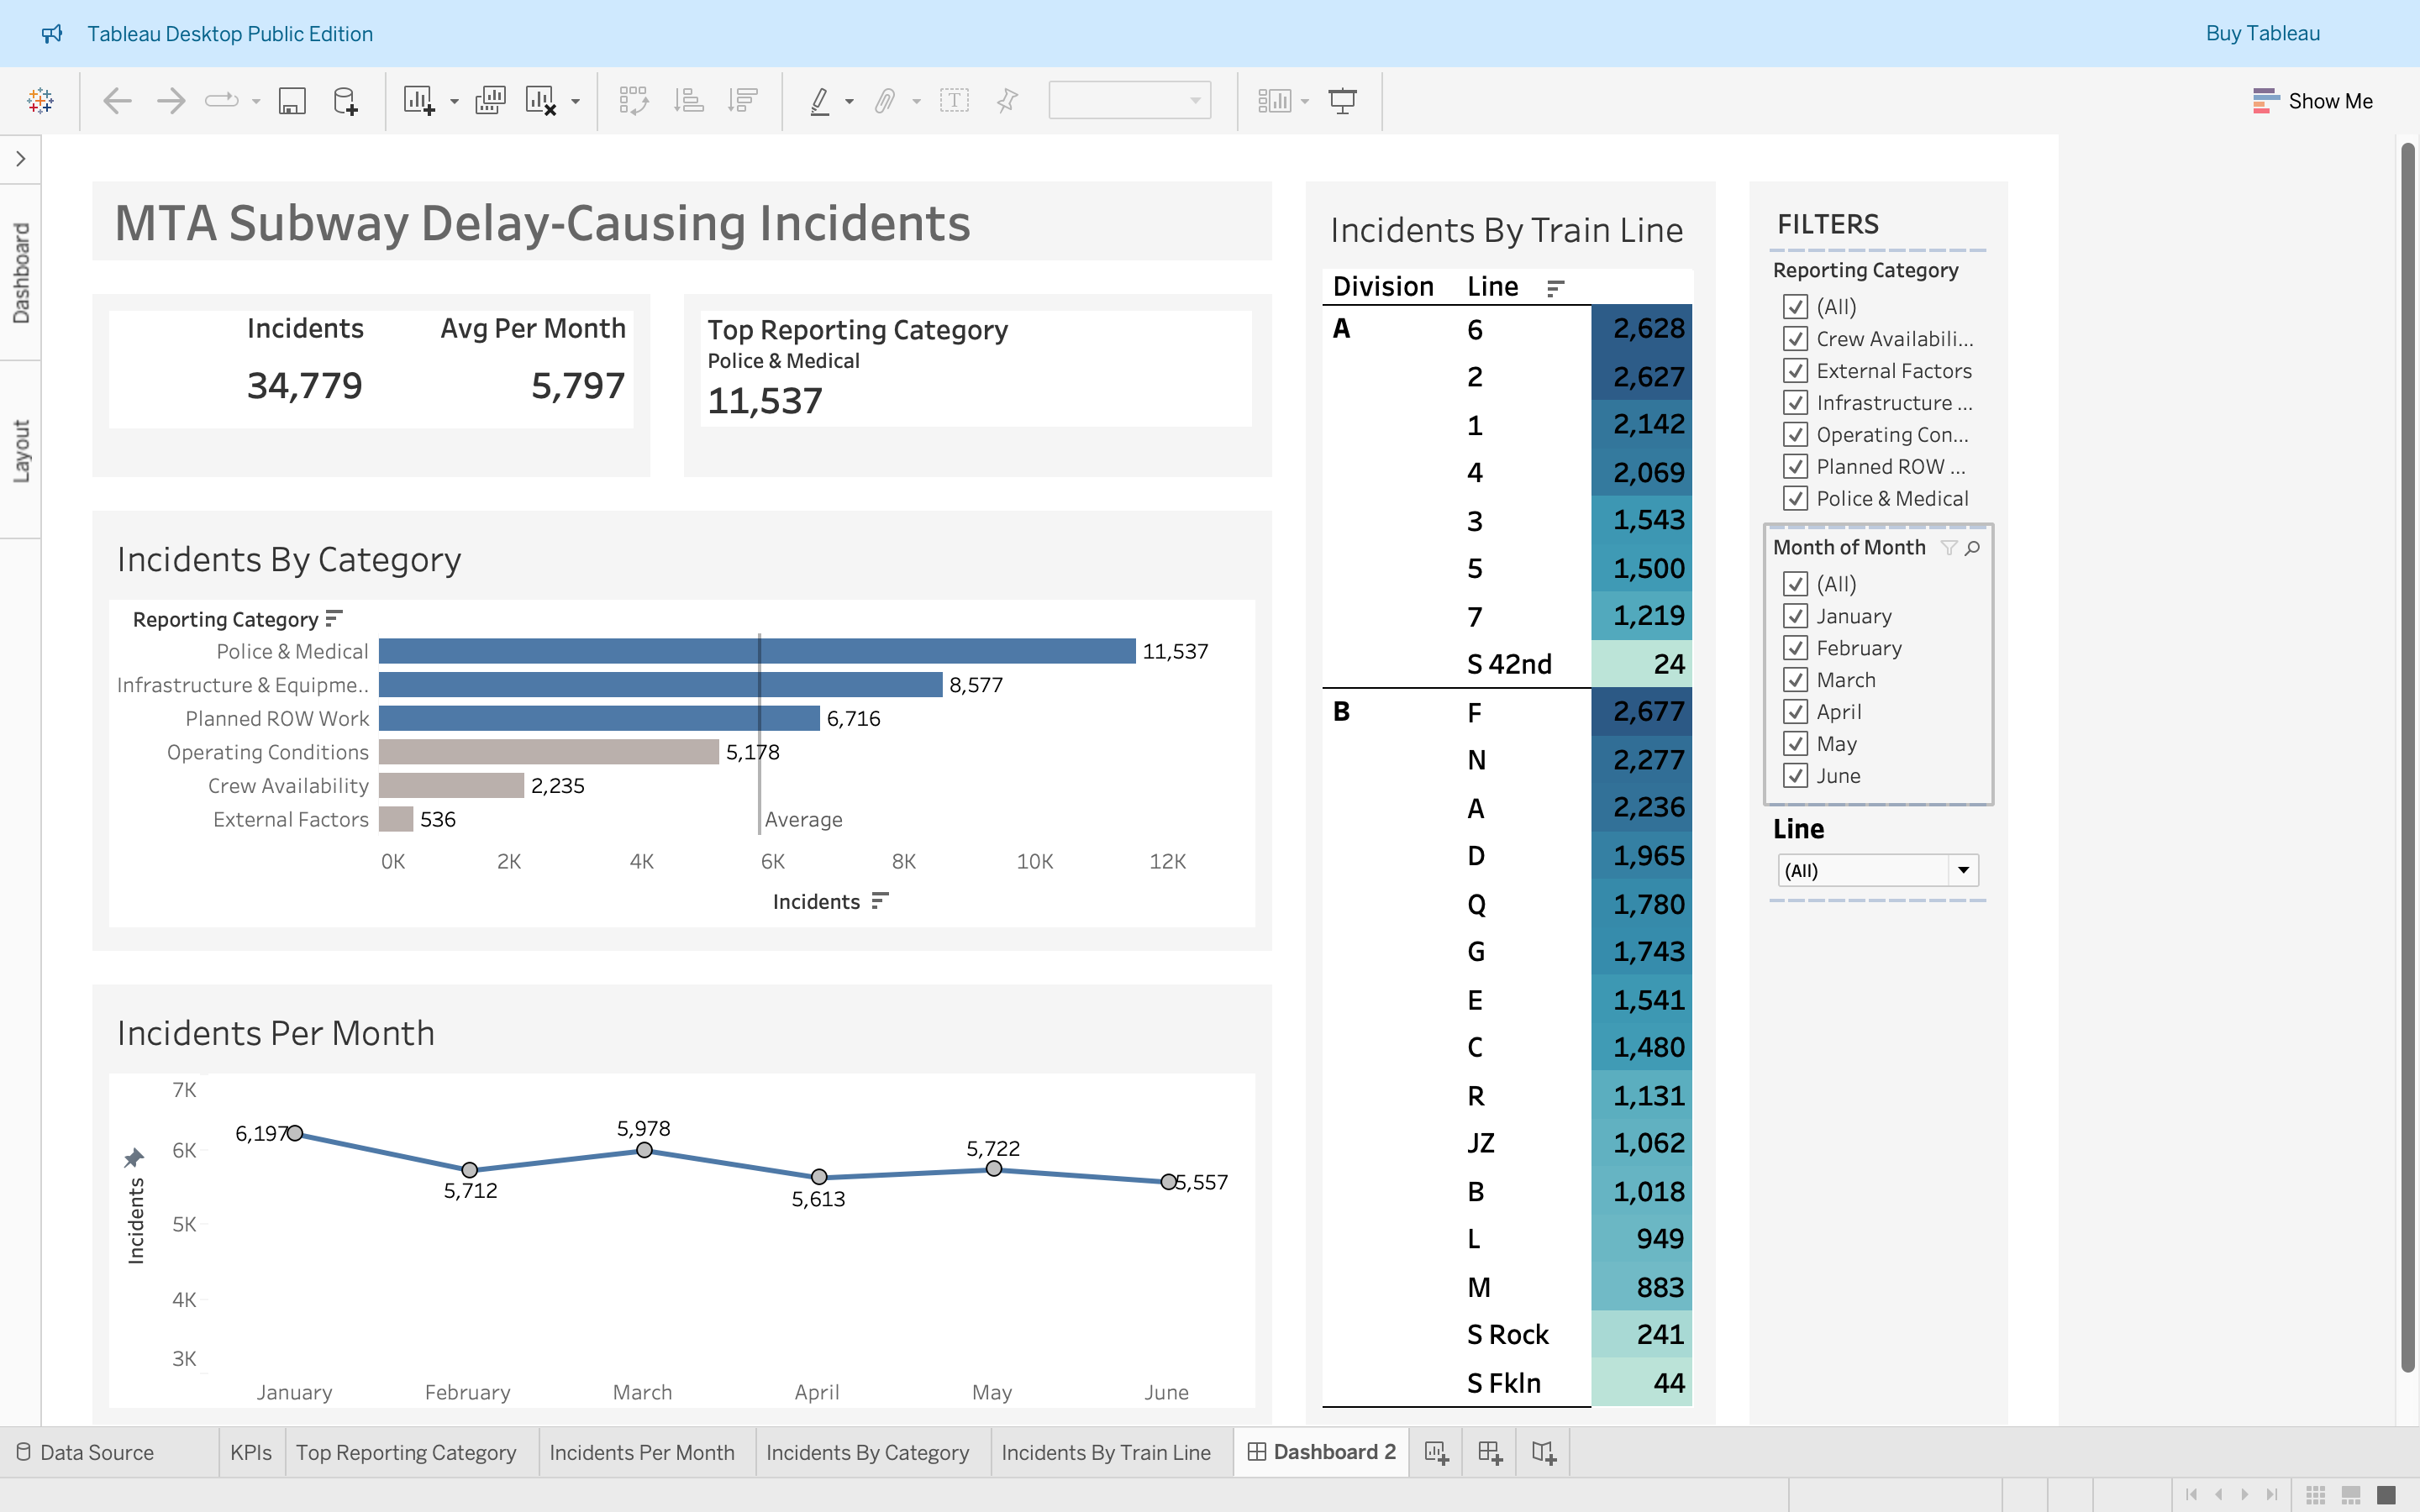 Tableau Desktop Public Edition
Buy Tableau
Show Me
Dashboard
Layout
MTA Subway Delay-Causing Incidents
Incidents Avg Per Month
34,779 5,797
Top Reporting Category
Police & Medical
11,537
Incidents By Category
Reporting Category
Police & Medical 11,537
Infrastructure & Equipme.. 8,577
Planned ROW Work 6,716
Operating Conditions 5,178
Crew Availability 2,235
External Factors 536
Average
0K 2K 4K 6K 8K 10K 12K
Incidents
Incidents Per Month
Incidents
7K
6K
5K
4K
3K
6,197
5,712
5,978
5,613
5,722
5,557
January February March April May June
Incidents By Train Line
Division Line
A 6 2,628
2 2,627
1 2,142
4 2,069
3 1,543
5 1,500
7 1,219
S 42nd 24
B F 2,677
N 2,277
A 2,236
D 1,965
Q 1,780
G 1,743
E 1,541
C 1,480
R 1,131
JZ 1,062
B 1,018
L 949
M 883
S Rock 241
S Fkln 44
FILTERS
Reporting Category
(All)
Crew Availabili...
External Factors
Infrastructure ...
Operating Con...
Planned ROW ...
Police & Medical
Month of Month
(All)
January
February
March
April
May
June
Line
(All)
Data Source KPIs Top Reporting Category Incidents Per Month Incidents By Category Incidents By Train Line Dashboard 2